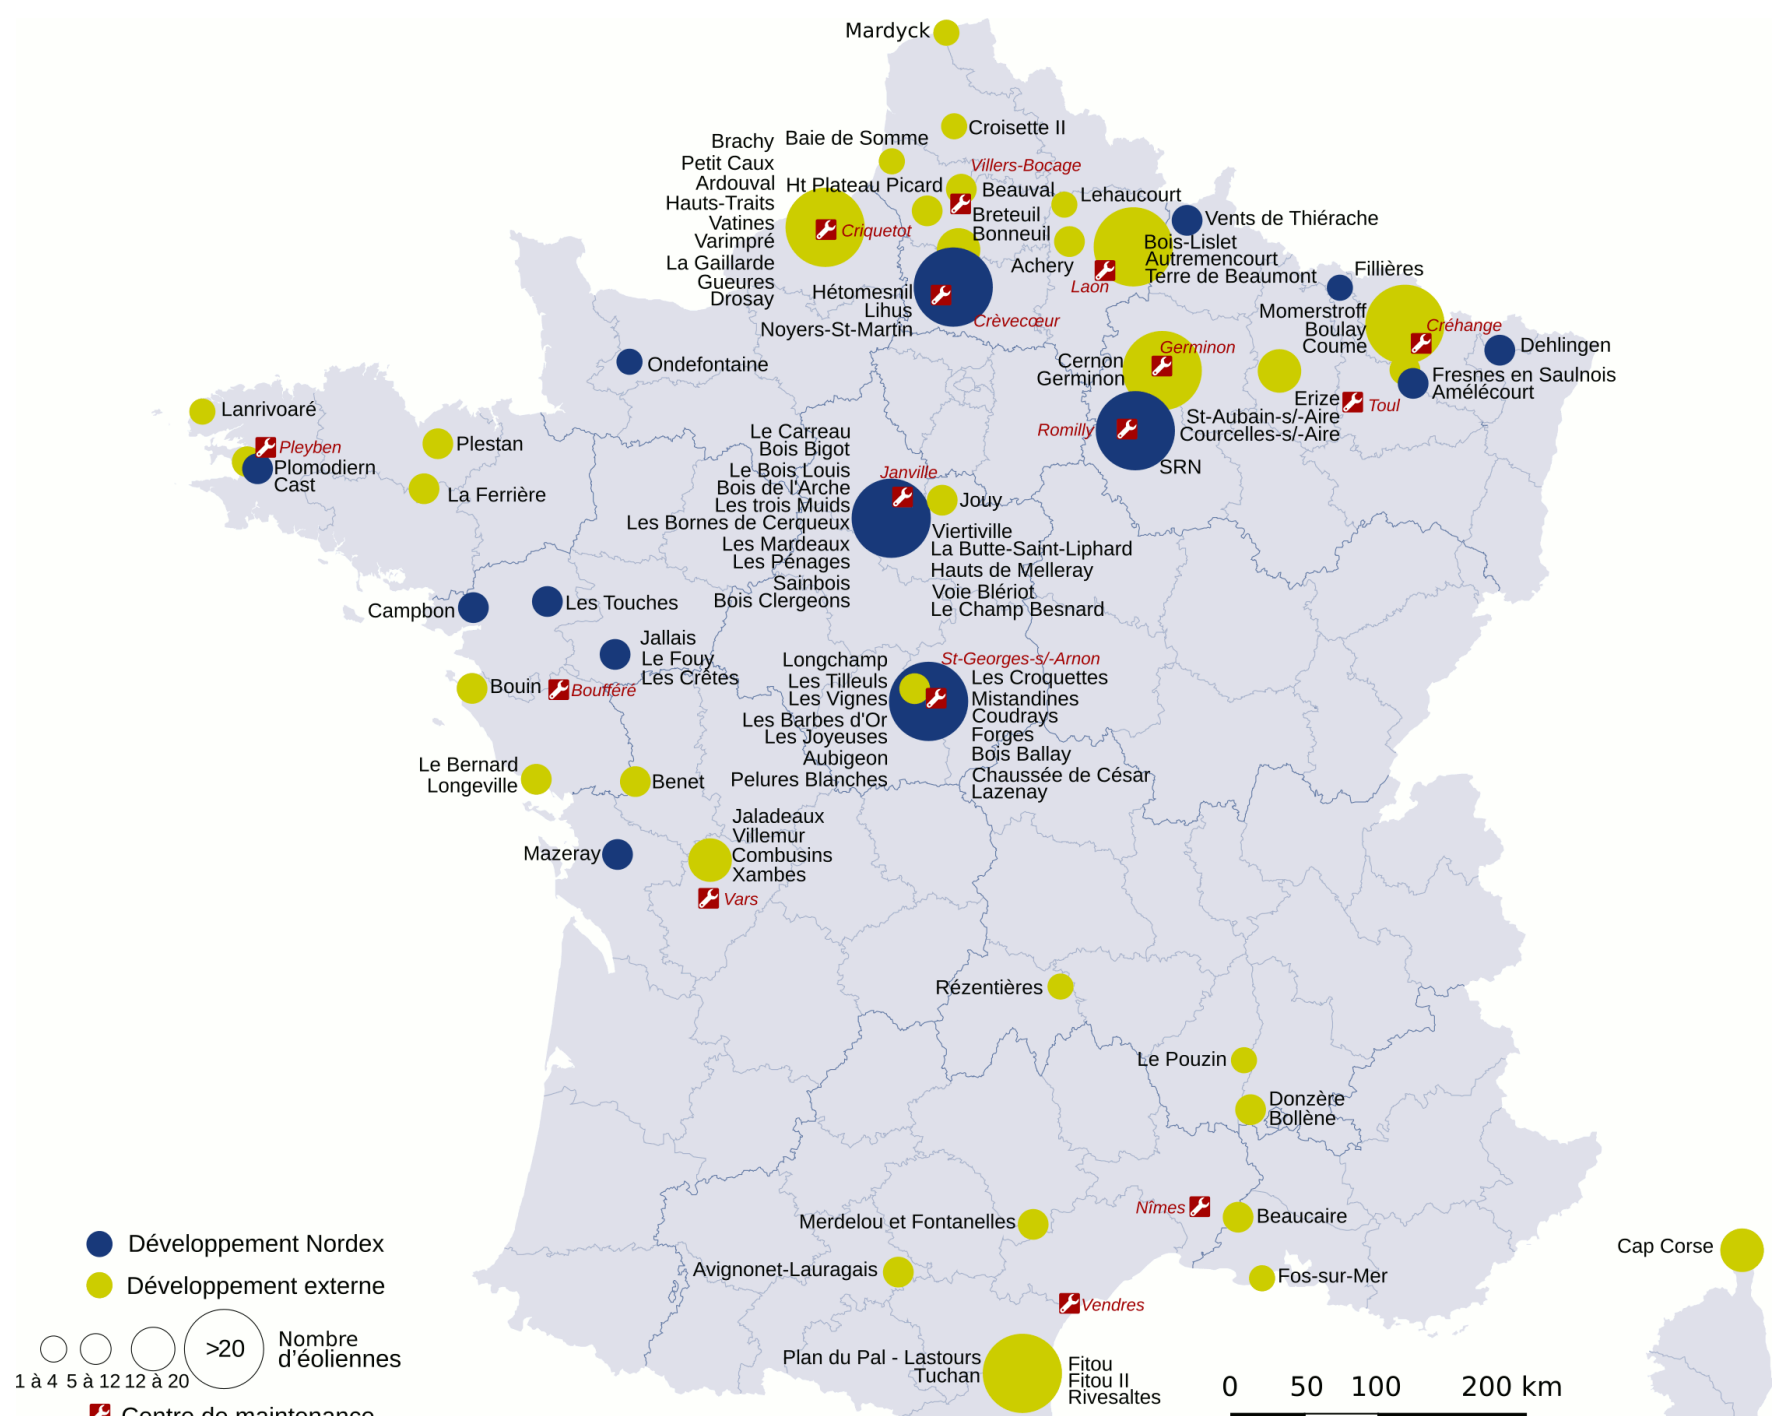 Mardyck
Croisette II
Brachy
Baie de Somme
Petit Caux
Villers-Bocage
Ardouval
Ht Plateau Picard
Beauval
Lehaucourt
Hauts-Traits
Breteuil
Vents de Thiérache
Vatines
Criquetot
Bonneuil
Varimpré
Bois-Lislet
La Gaillarde
Achery
Autremencourt
Gueures
Laon
Terre de Beaumont
Fillières
Drosay
Hétomesnil
Lihus
Crèvecœur
Noyers-St-Martin
Momerstroff
Boulay
Créhange
Coume
Dehlingen
Germinon
Cernon
Germinon
Ondefontaine
Fresnes en Saulnois
Amélécourt
Erize
Toul
St-Aubain-s/-Aire
Courcelles-s/-Aire
Romilly
SRN
Lanrivoaré
Pleyben
Plomodiern
Cast
Plestan
La Ferrière
Le Carreau
Bois Bigot
Le Bois Louis
Janville
Bois de l'Arche
Les trois Muids
Jouy
Les Bornes de Cerqueux
Viertiville
Les Mardeaux
La Butte-Saint-Liphard
Les Pénages
Hauts de Melleray
Sainbois
Voie Blériot
Bois Clergeons
Le Champ Besnard
Campbon
Les Touches
Jallais
Le Fouy
Les Crêtes
Bouin
Boufféré
Longchamp
St-Georges-s/-Arnon
Les Tilleuls
Les Croquettes
Les Vignes
Mistandines
Les Barbes d'Or
Coudrays
Les Joyeuses
Forges
Aubigeon
Bois Ballay
Pelures Blanches
Chaussée de César
Lazenay
Le Bernard
Longeville
Benet
Jaladeaux
Villemur
Mazeray
Combusins
Xambes
Vars
Rézentières
Le Pouzin
Donzère
Bollène
Nîmes
Beaucaire
Merdelou et Fontanelles
Avignonet-Lauragais
Fos-sur-Mer
Cap Corse
Vendres
Plan du Pal - Lastours
Tuchan
Fitou
Fitou II
Rivesaltes
Développement Nordex
Développement externe
>20
Nombre
d'éoliennes
1 à 4 5 à 12 12 à 20
Centre de maintenance
0 50 100 200 km